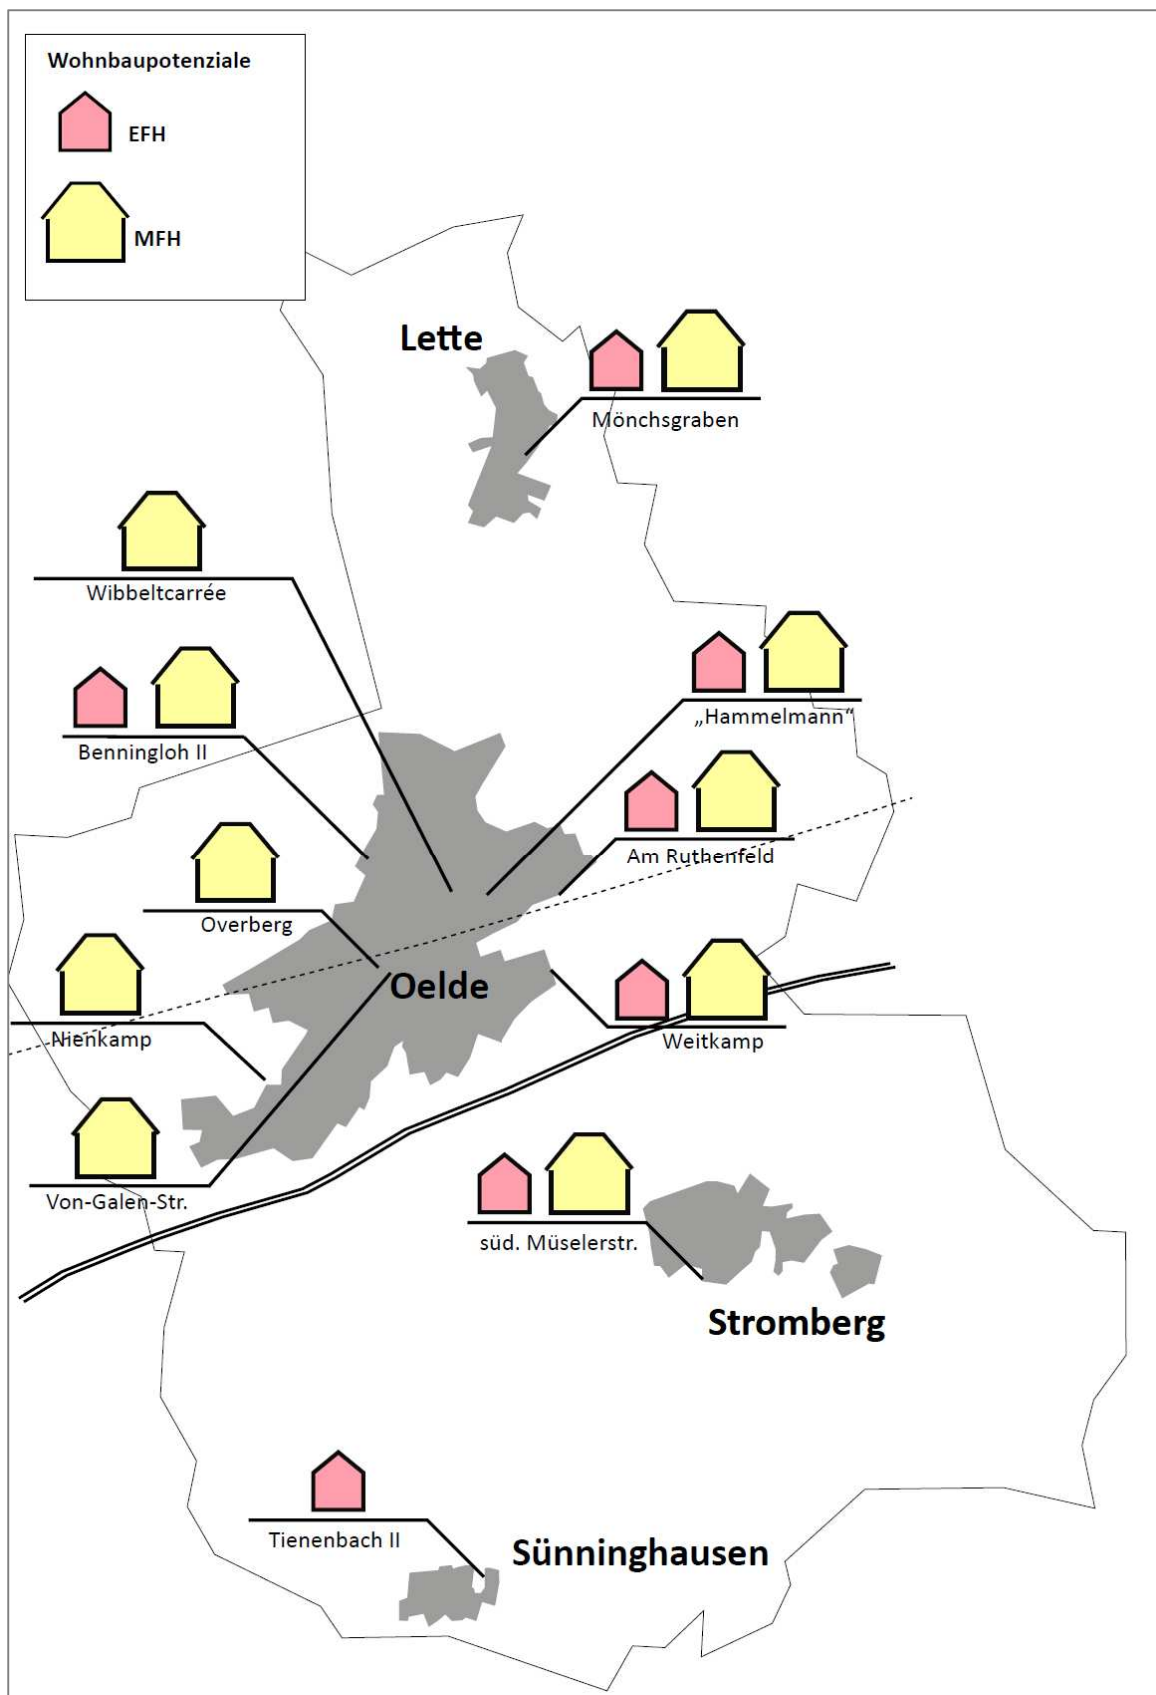 Wohnbaupotenziale
EFH
MFH
Lette
Mönchsgraben
Wibbeltcarrée
„Hammelmann“
Benningloh II
Am Ruthenfeld
Overberg
Oelde
Nienkamp
Weitkamp
Von-Galen-Str.
süd. Müselerstr.
Stromberg
Tienenbach II
Sünninghausen